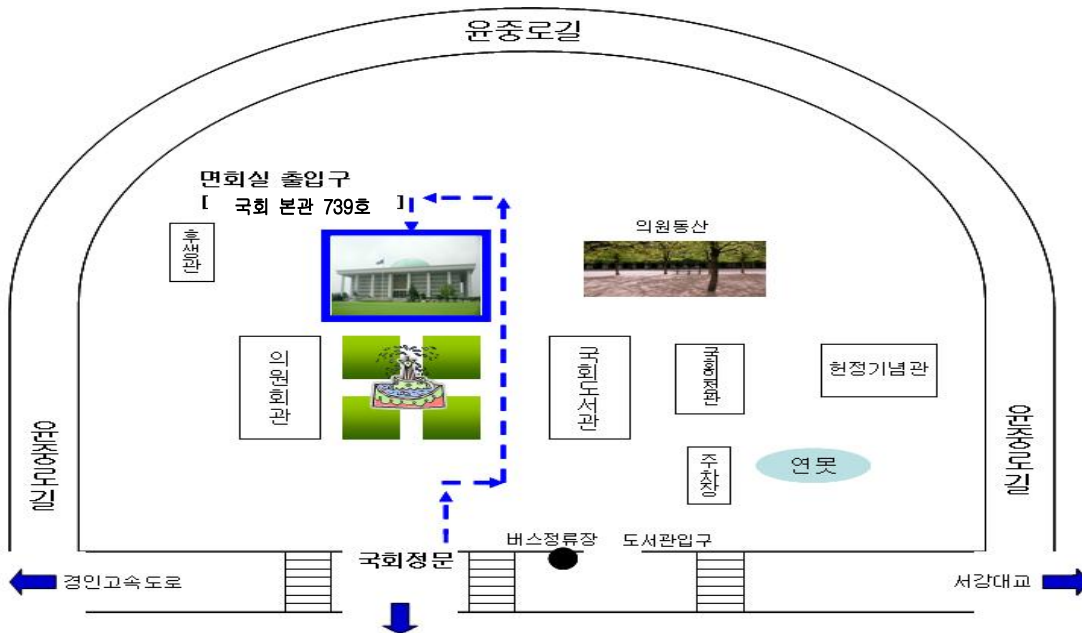 윤중로길
면회실 출입구
[ 국회 본관 739호 ]
후생관
의원동산
의원회관
국회도서관
헌정기념관
윤중로길
주차장
연못
윤중로길
버스정류장
도서관입구
국회정문
경인고속도로
서강대교